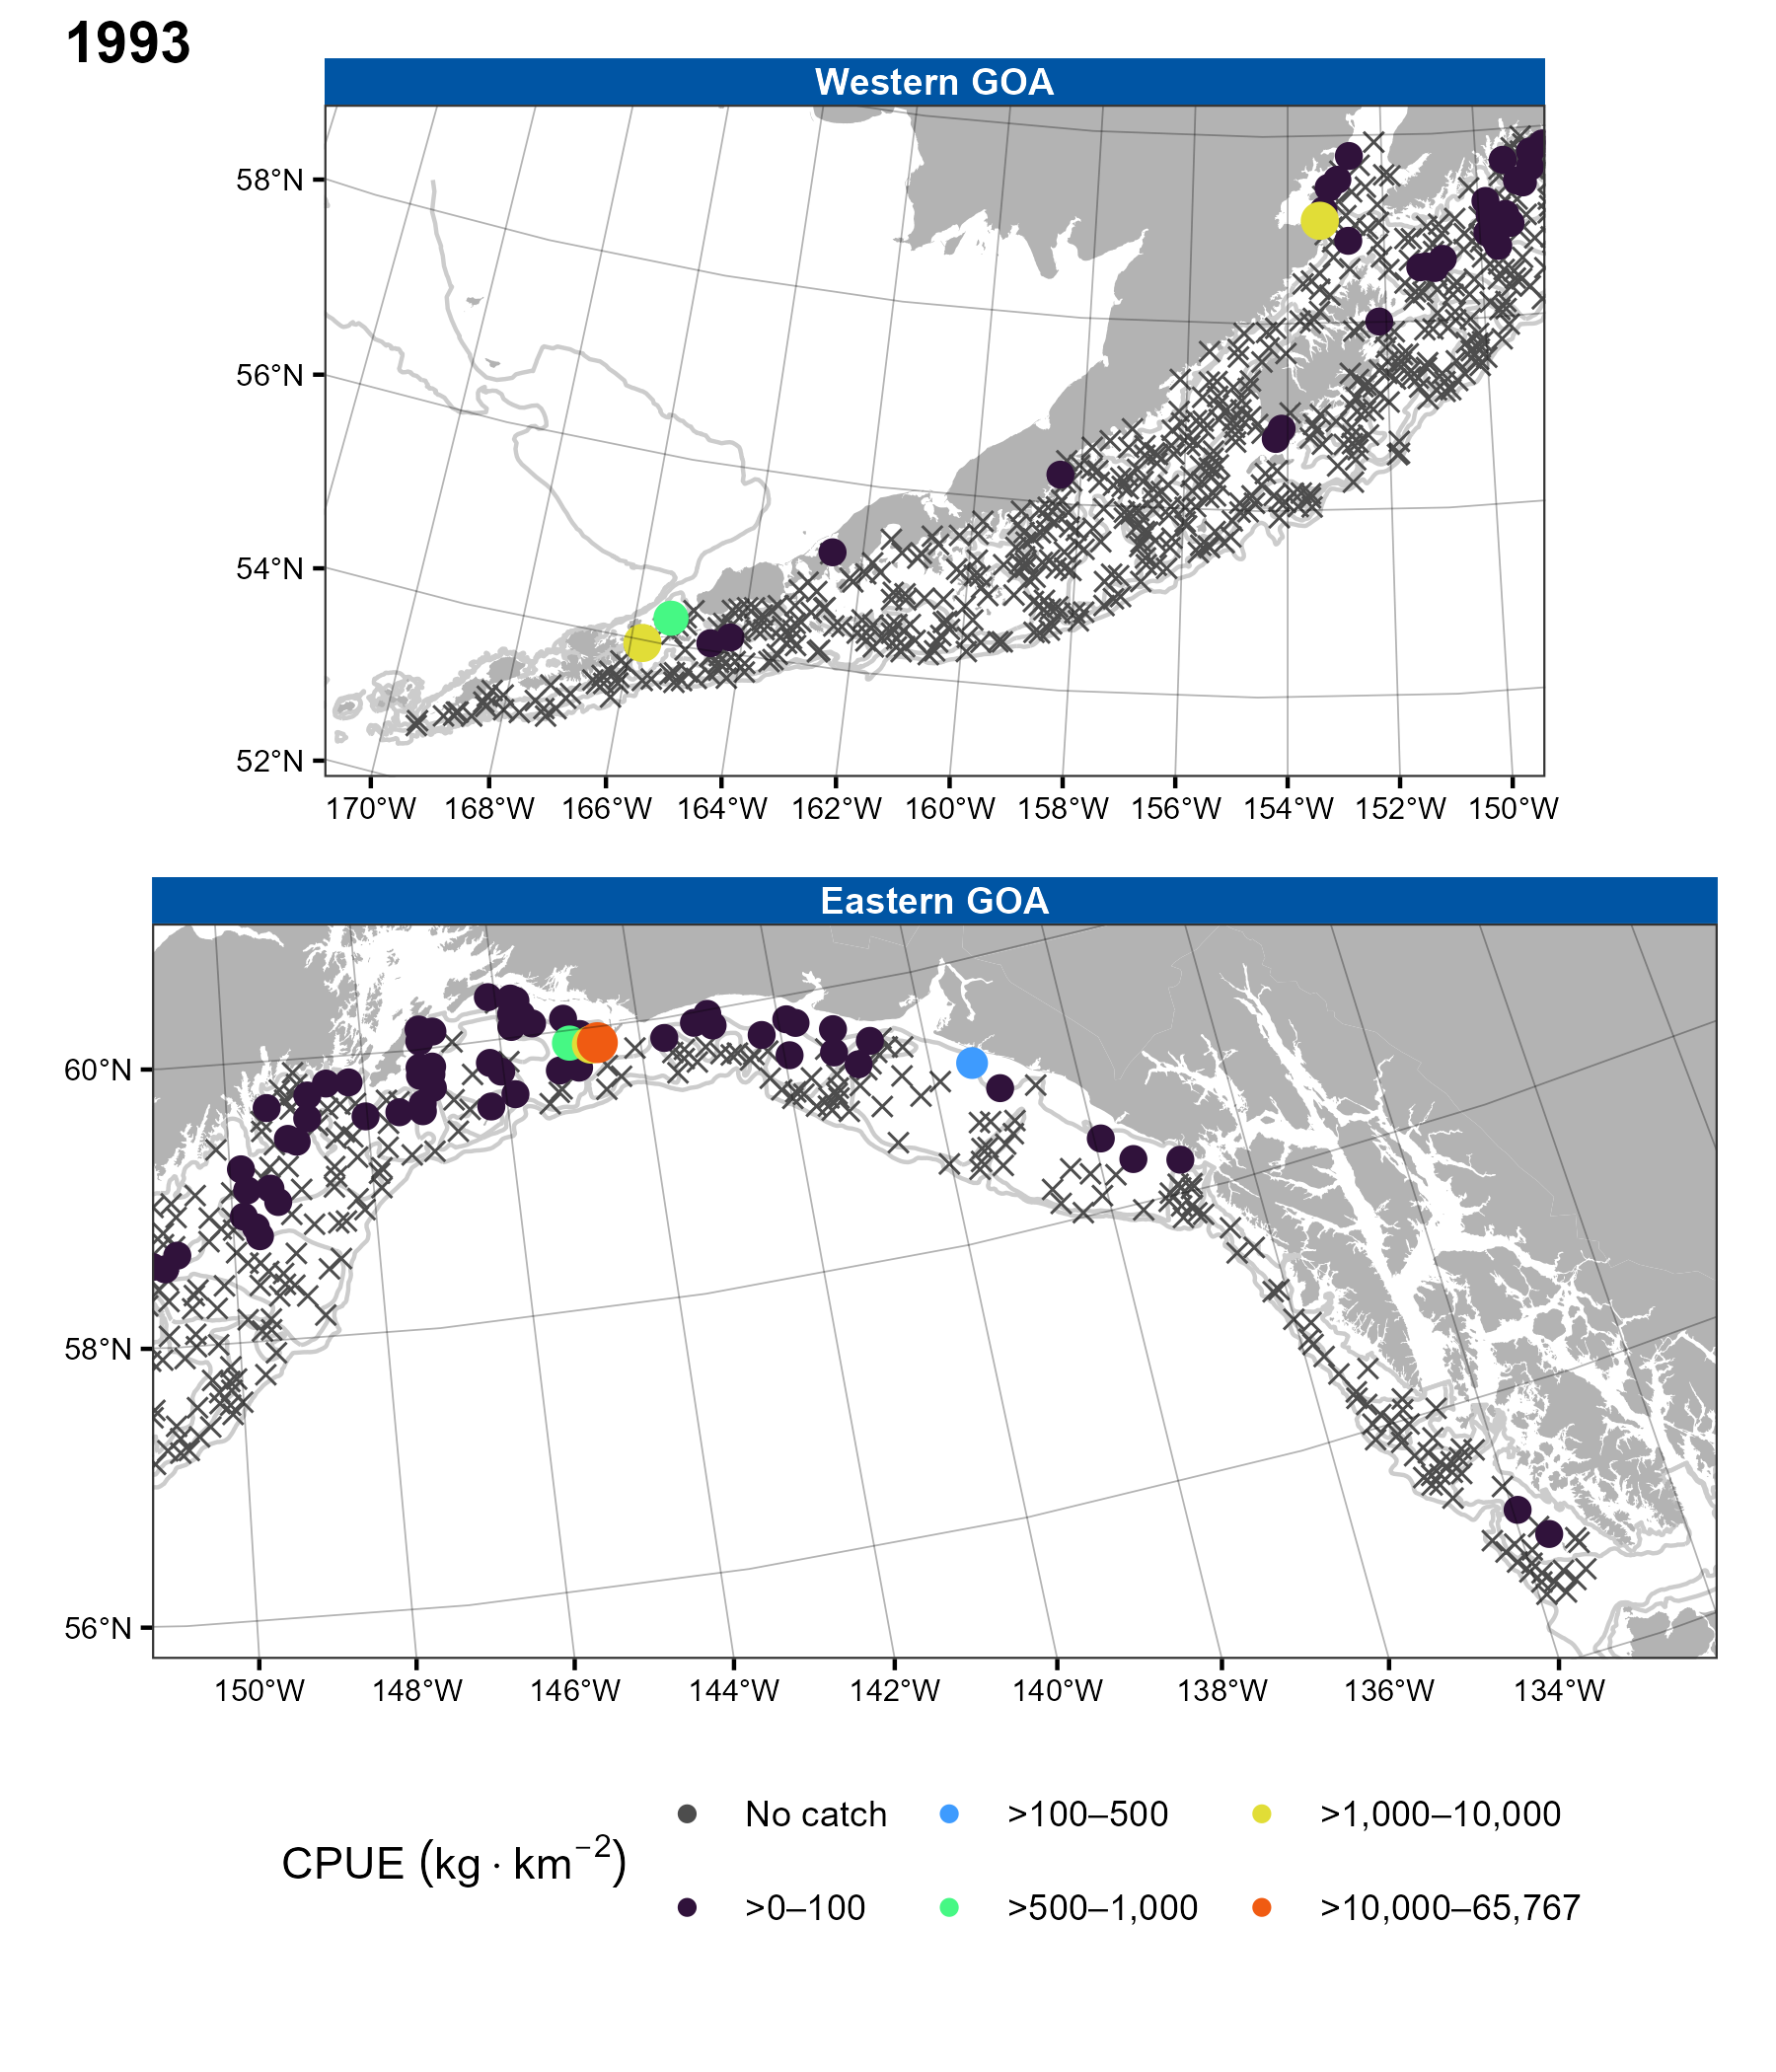 1993
Western GOA
58°N
56°N
54°N
52°N
170°W 168°W 166°W 164°W 162°W 160°W 158°W 156°W 154°W 152°W 150°W
Eastern GOA
60°N
58°N
56°N
150°W 148°W 146°W 144°W 142°W 140°W 138°W 136°W 134°W
CPUE (kg · km⁻²)
No catch >100–500 >1,000–10,000
>0–100 >500–1,000 >10,000–65,767